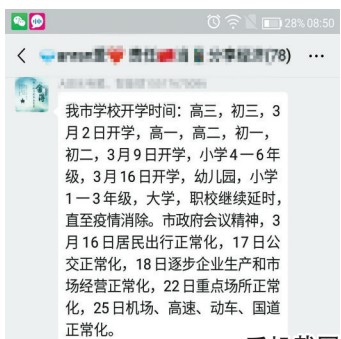 28% 08:50
(78)
我市学校开学时间：高三，初三，3
月2日开学，高一，高二，初一，
初二，3月9日开学，小学4－6年
级，3月16日开学，幼儿园，小学
1－3年级，大学，职校继续延时，
直至疫情消除。市政府会议精神，3
月16日居民出行正常化，17日公
交正常化，18日逐步企业生产和市
场经营正常化，22日重点场所正常
化，25日机场、高速、动车、国道
正常化。